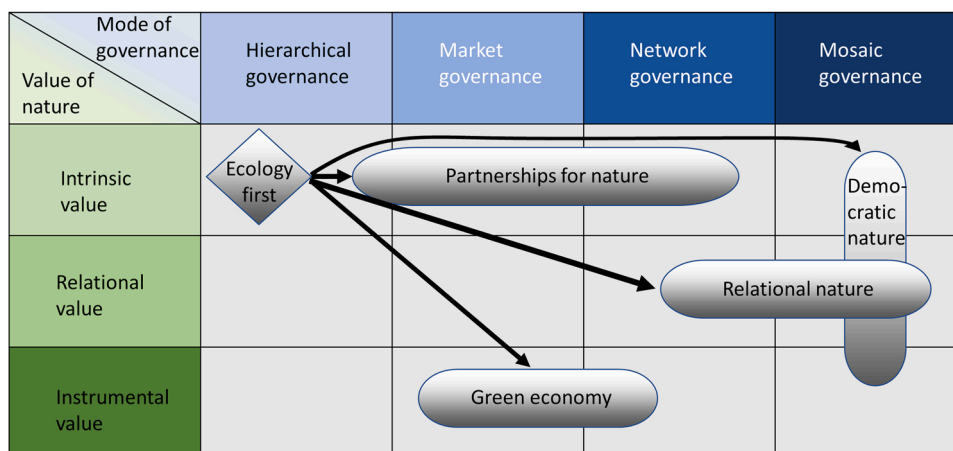 Mode of
governance
Value of
nature
Hierarchical
governance
Market
governance
Network
governance
Mosaic
governance
Intrinsic
value
Ecology
first
Partnerships for nature
Demo-
cratic
nature
Relational
value
Relational nature
Instrumental
value
Green economy